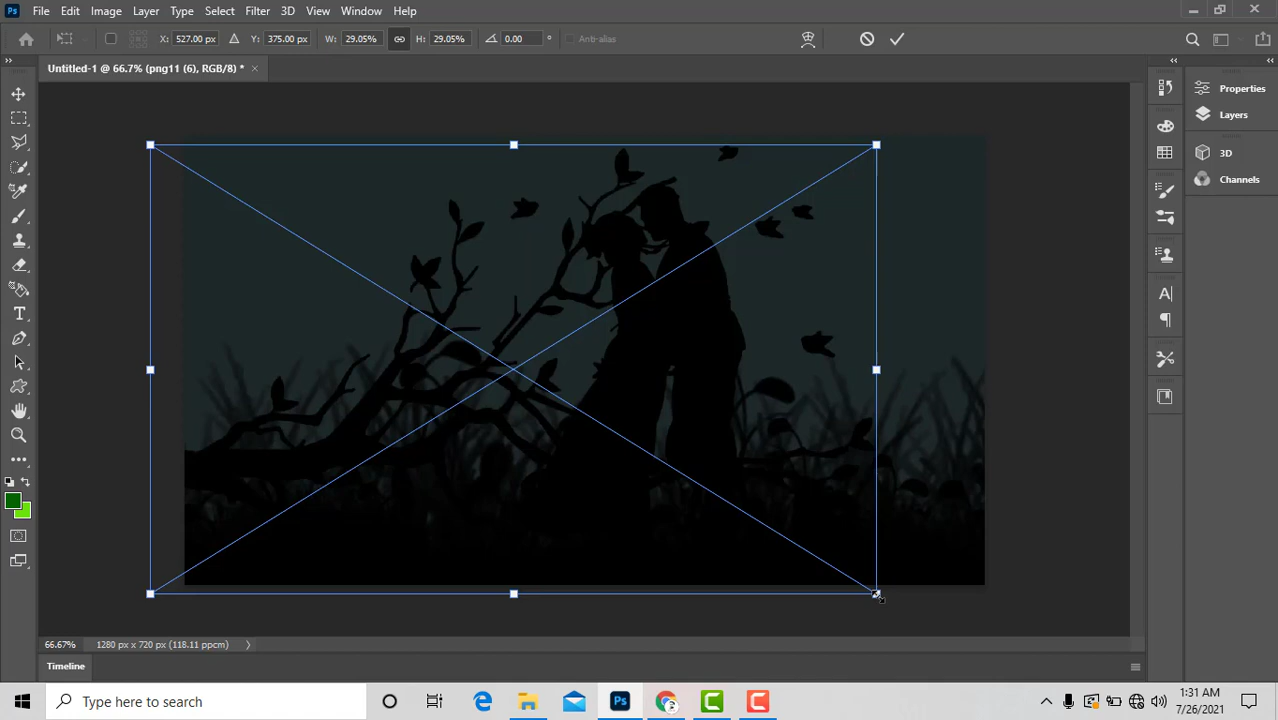 Ps File Edit Image Layer Type Select Filter 3D View Window Help
X: 527.00 px Y: 375.00 px W: 29.05% H: 29.05% 0.00 ° Anti-alias
Untitled-1 @ 66.7% (png11 (6), RGB/8) *
Properties
Layers
3D
Channels
66.67% 1280 px x 720 px (118.11 ppcm)
Timeline
Type here to search
Ps
1:31 AM
7/26/2021